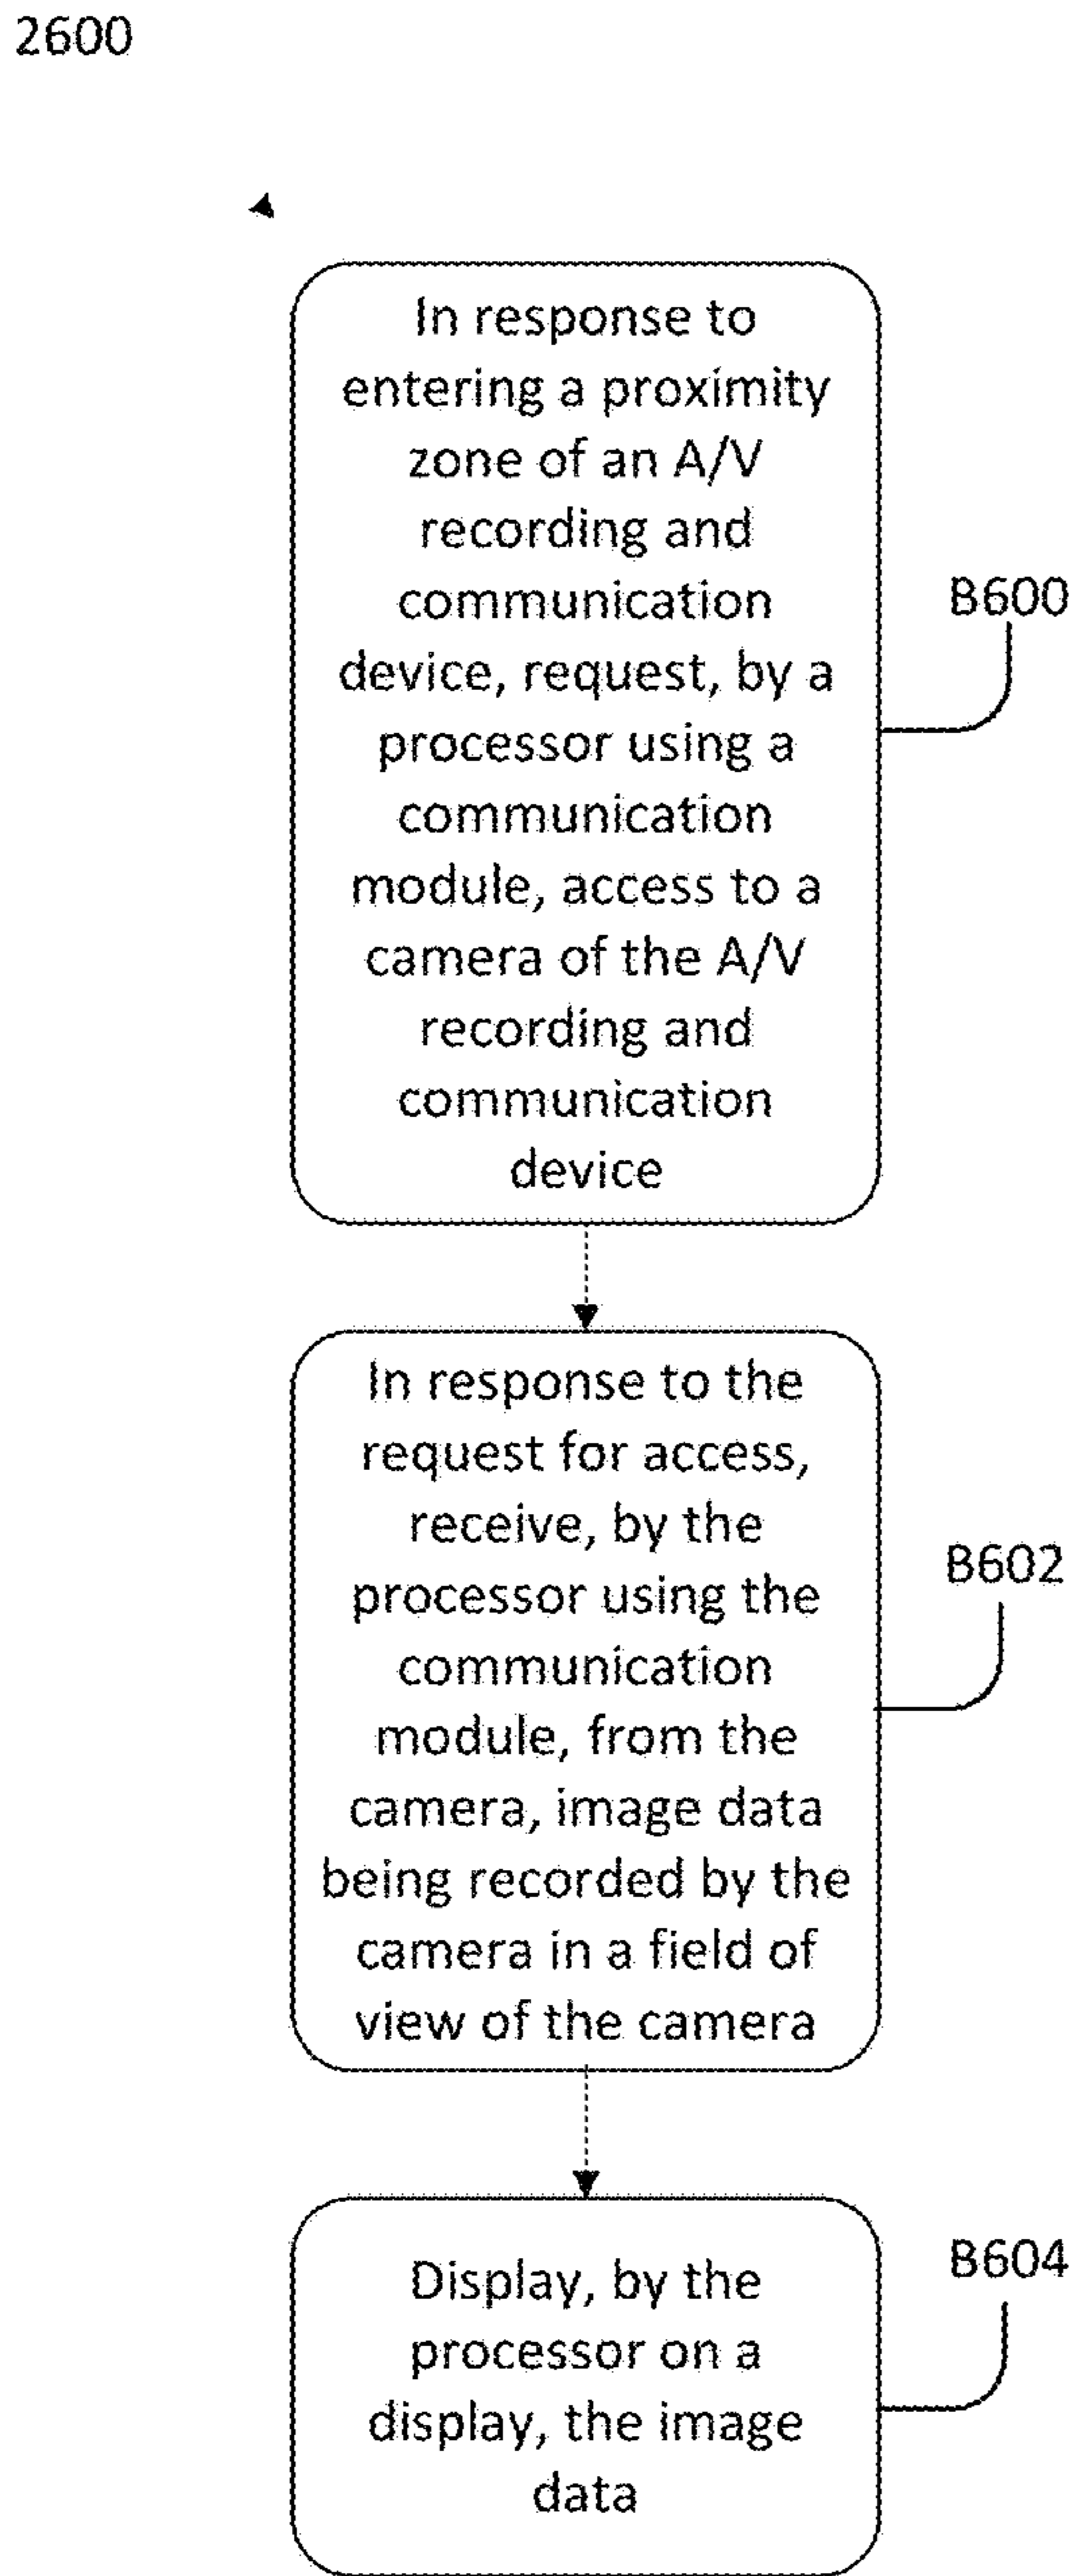 2600
In response to
entering a proximity
zone of an A/V
recording and
communication
device, request, by a
processor using a
communication
module, access to a
camera of the A/V
recording and
communication
device
B600
In response to the
request for access,
receive, by the
processor using the
communication
module, from the
camera, image data
being recorded by the
camera in a field of
view of the camera
B602
Display, by the
processor on a
display, the image
data
B604